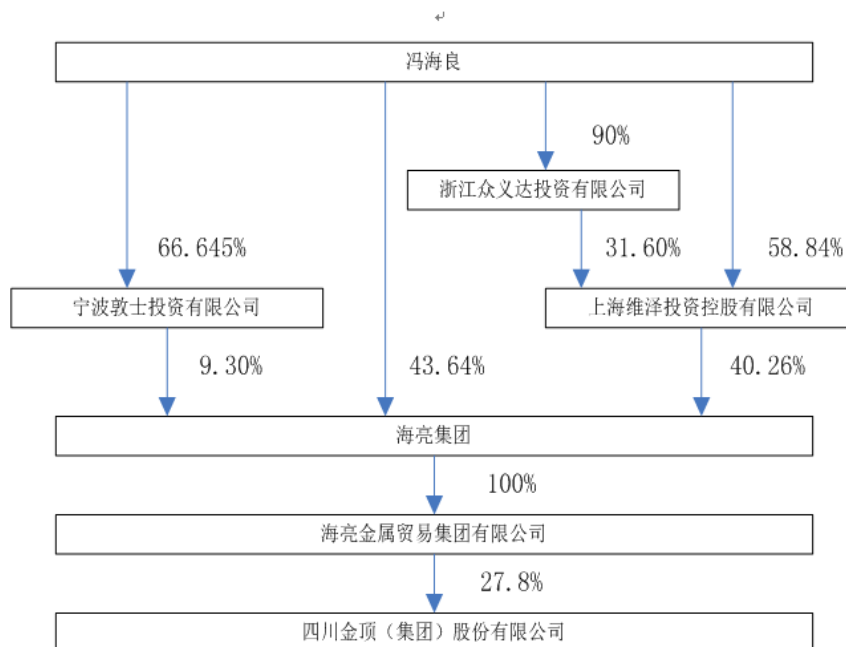 冯海良
90%
浙江众义达投资有限公司
66.645%
31.60%
58.84%
宁波敦士投资有限公司
上海维泽投资控股有限公司
9.30%
43.64%
40.26%
海亮集团
100%
海亮金属贸易集团有限公司
27.8%
四川金顶（集团）股份有限公司